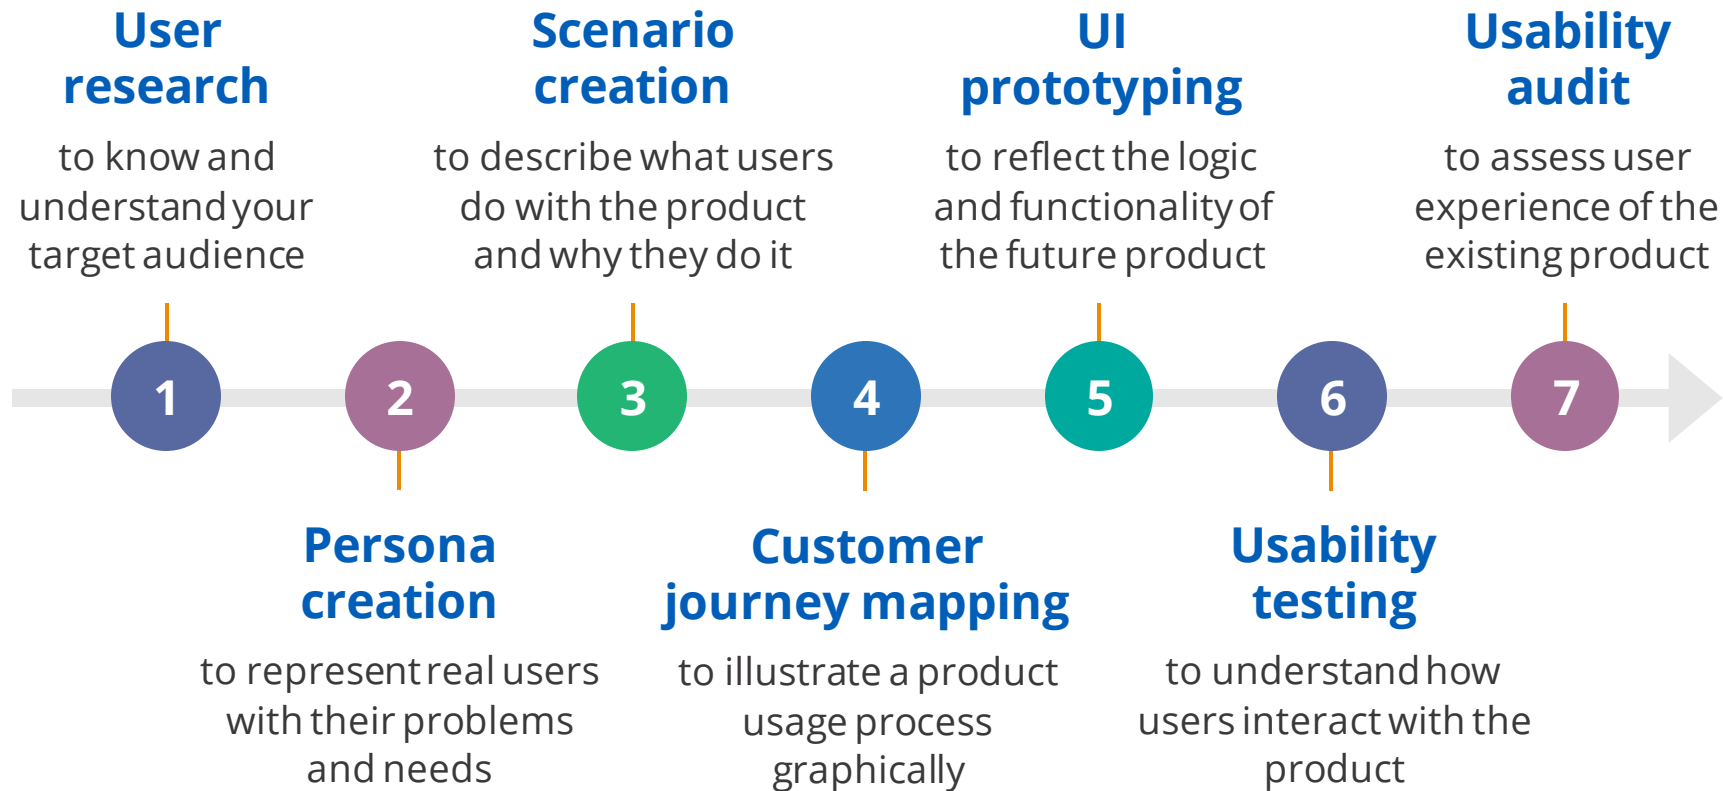 User
research
to know and
understand your
target audience
Scenario
creation
to describe what users
do with the product
and why they do it
UI
prototyping
to reflect the logic
and functionality of
the future product
Usability
audit
to assess user
experience of the
existing product
1
2
3
4
5
6
7
Persona
creation
to represent real users
with their problems
and needs
Customer
journey mapping
to illustrate a product
usage process
graphically
Usability
testing
to understand how
users interact with the
product